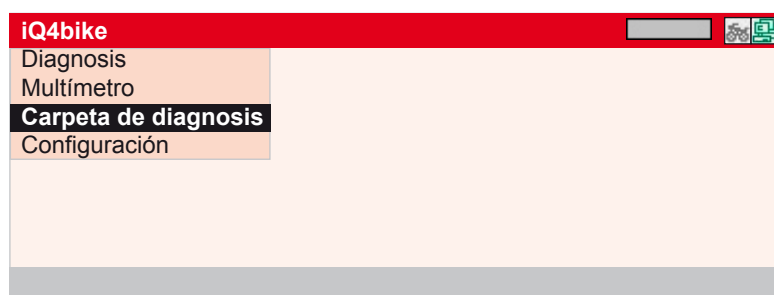 iQ4bike
Diagnosis
Multímetro
Carpeta de diagnosis
Configuración